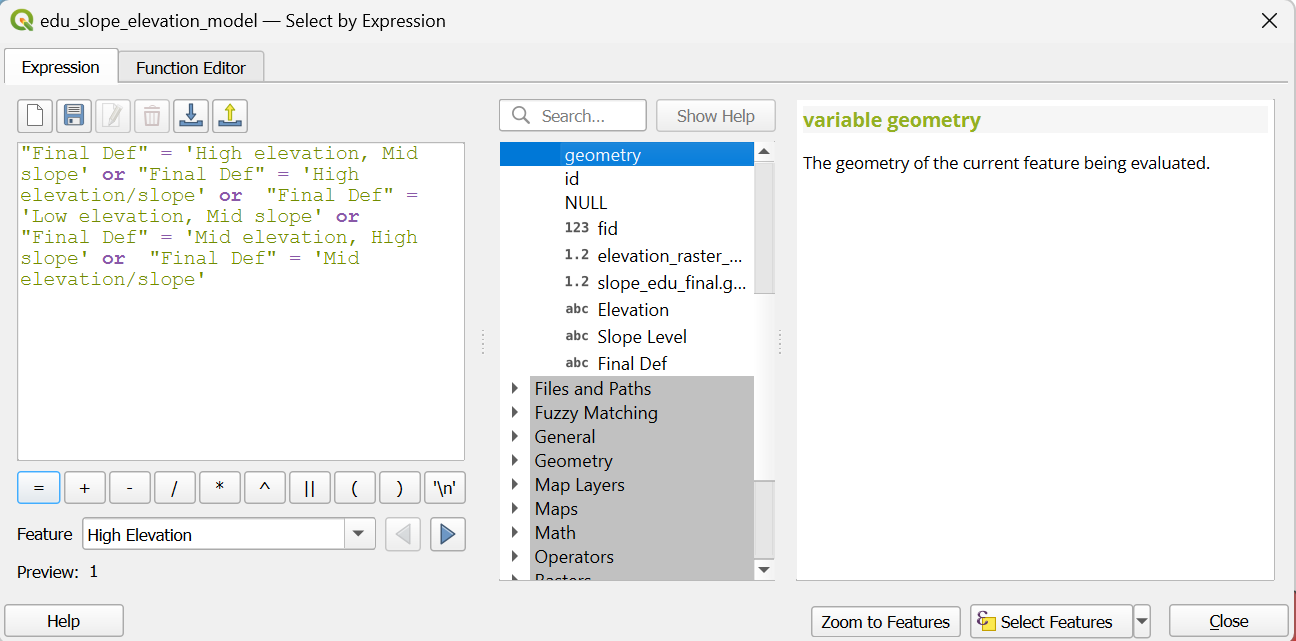 edu_slope_elevation_model — Select by Expression
Expression
Function Editor
Search...
Show Help
"Final Def" = 'High elevation, Mid
slope' or "Final Def" = 'High
elevation/slope' or  "Final Def" =
'Low elevation, Mid slope' or
"Final Def" = 'Mid elevation, High
slope' or  "Final Def" = 'Mid
elevation/slope'
geometry
id
NULL
123 fid
1.2 elevation_raster_...
1.2 slope_edu_final.g...
abc Elevation
abc Slope Level
abc Final Def
Files and Paths
Fuzzy Matching
General
Geometry
Map Layers
Maps
Math
Operators
Rasters
variable geometry
The geometry of the current feature being evaluated.
= + - / * ^ || ( ) '\n'
Feature High Elevation
Preview: 1
Help
Zoom to Features
Select Features
Close